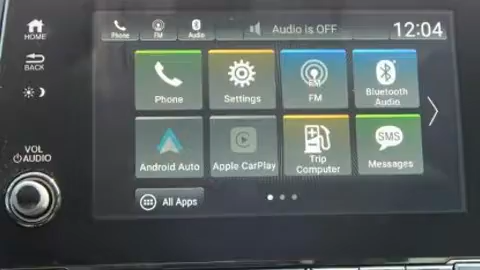 HOME
BACK
VOL
AUDIO
Phone
FM
Audio
Audio is OFF
12:04
Phone
Settings
FM
FM
Bluetooth
Audio
Android Auto
Apple CarPlay
Trip
Computer
SMS
Messages
All Apps